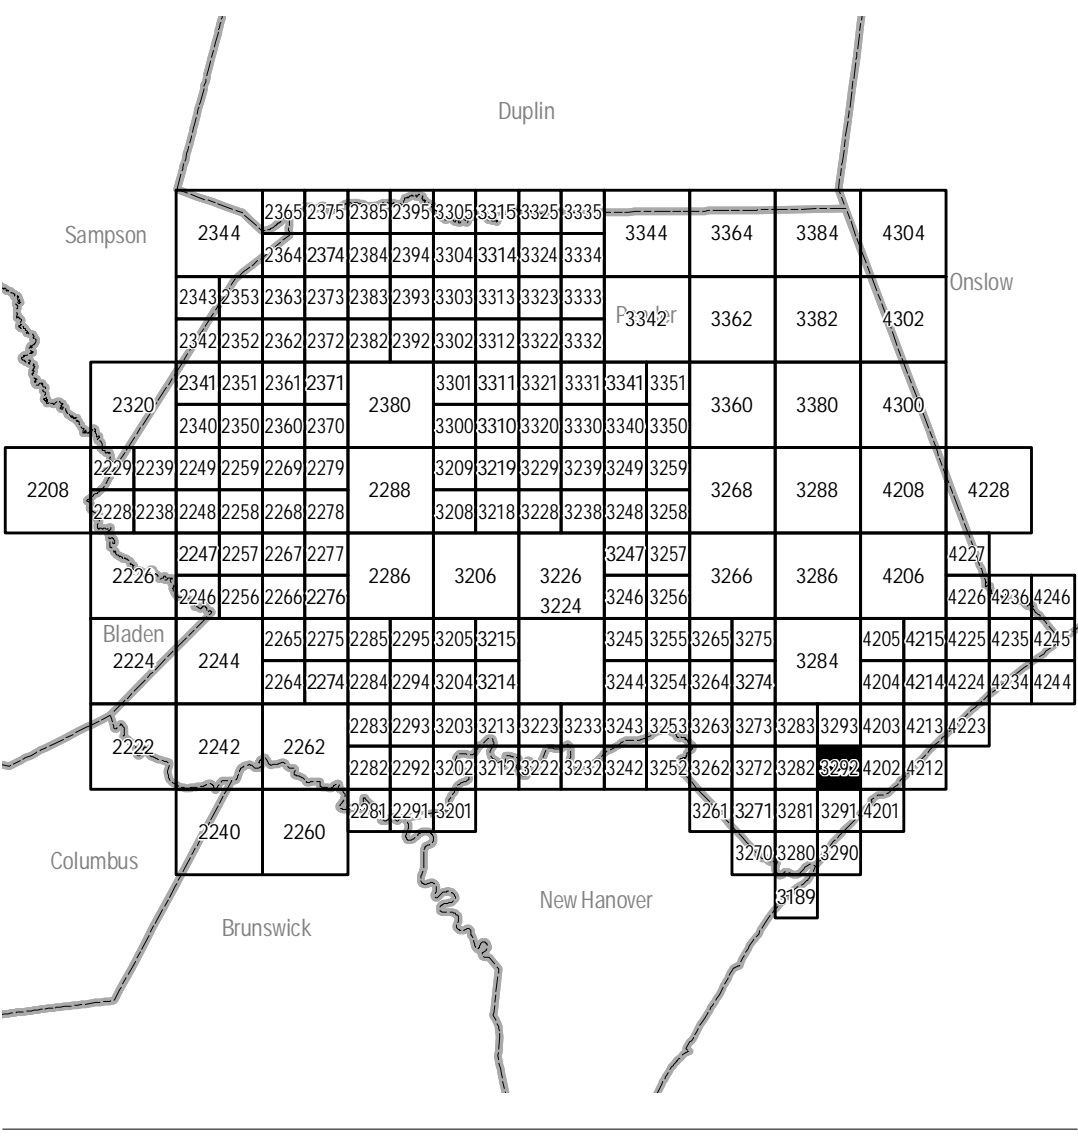 Duplin
2365 2375 2385 2395 3305 3315 3325 3335
Sampson 2344 3344 3364 3384 4304
2364 2374 2384 2394 3304 3314 3324 3334
Onslow
2343 2353 2363 2373 2383 2393 3303 3313 3323 3333
Pender 3342 3362 3382 4302
2342 2352 2362 2372 2382 2392 3302 3312 3322 3332
2341 2351 2361 2371 3301 3311 3321 3331 3341 3351
2320 2380 3360 3380 4300
2340 2350 2360 2370 3300 3310 3320 3330 3340 3350
2229 2239 2249 2259 2269 2279 3209 3219 3229 3239 3249 3259
2208 2288 3268 3288 4208 4228
2228 2238 2248 2258 2268 2278 3208 3218 3228 3238 3248 3258
2247 2257 2267 2277 3247 3257 4227
2226 2286 3206 3226 3266 3286 4206
2246 2256 2266 2276 3224 3246 3256 4226 4236 4246
Bladen 2265 2275 2285 2295 3205 3215 3245 3255 3265 3275 4205 4215 4225 4235 4245
2224 2244 3284
2264 2274 2284 2294 3204 3214 3244 3254 3264 3274 4204 4214 4224 4234 4244
2283 2293 3203 3213 3223 3233 3243 3253 3263 3273 3283 3293 4203 4213 4223
2222 2242 2262
2282 2292 3202 3212 3222 3232 3242 3252 3262 3272 3282 3292 4202 4212
2281 2291 3201 3261 3271 3281 3291 4201
2240 2260
3270 3280 3290
Columbus
New Hanover 3189
Brunswick